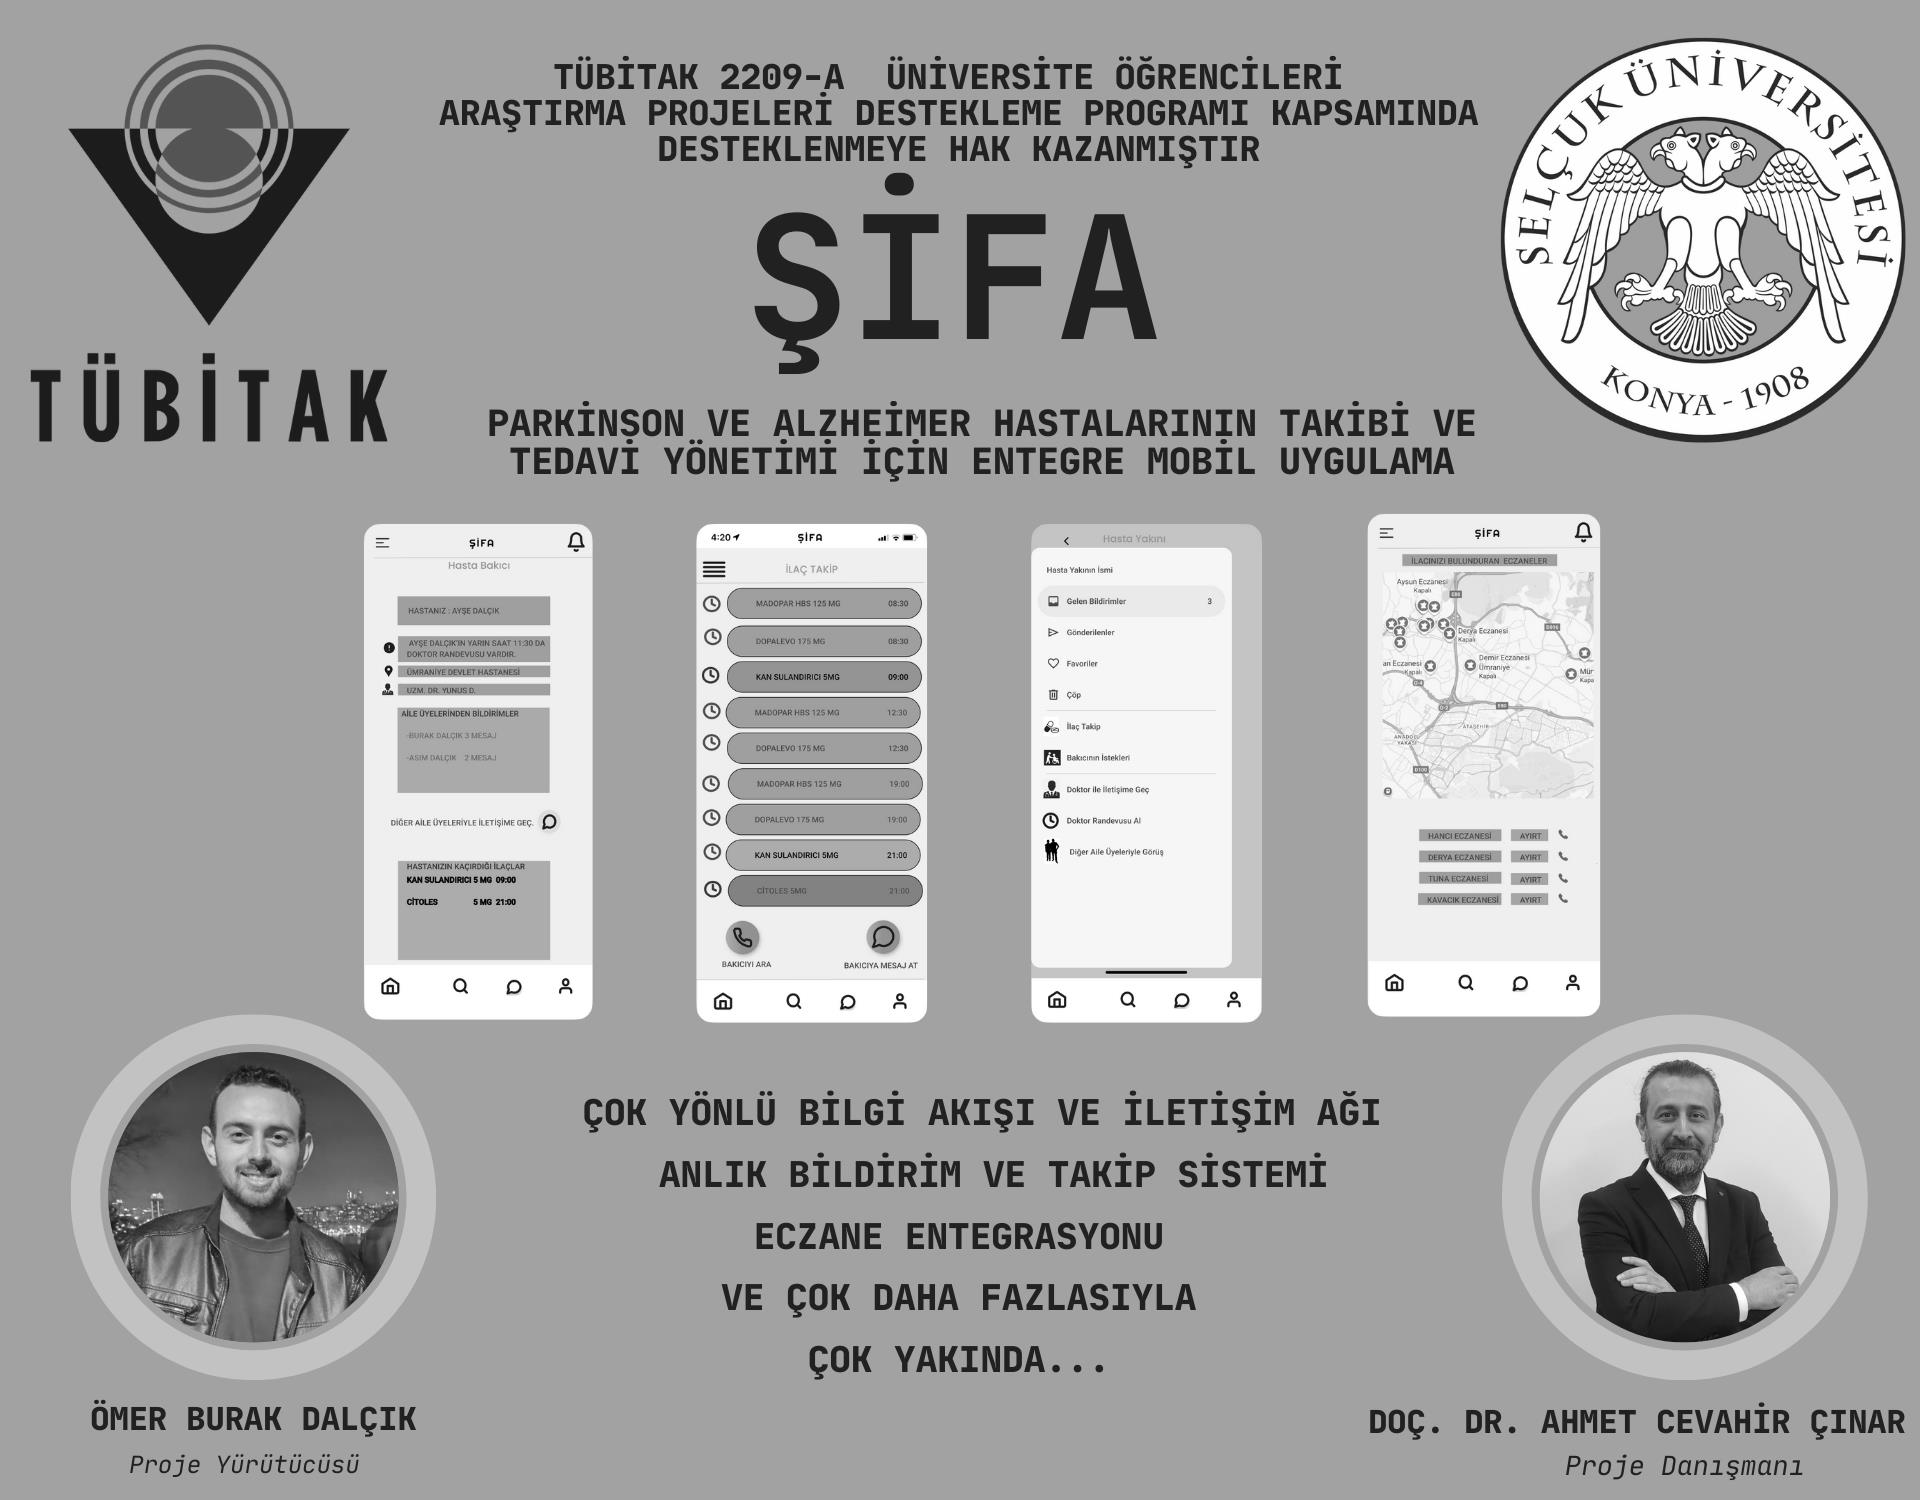 TÜBİTAK
TÜBİTAK 2209-A ÜNİVERSİTE ÖĞRENCİLERİ
ARAŞTIRMA PROJELERİ DESTEKLEME PROGRAMI KAPSAMINDA
DESTEKLENMEYE HAK KAZANMIŞTIR
ŞİFA
PARKİNSON VE ALZHEİMER HASTALARININ TAKİBİ VE
TEDAVİ YÖNETİMİ İÇİN ENTEGRE MOBİL UYGULAMA
SELÇUK ÜNİVERSİTESİ
KONYA - 1908
ŞİFA
Hasta Bakıcı
HASTANIZ : AYŞE DALÇIK
AYŞE DALÇIK'IN YARIN SAAT 11:30 DA
DOKTOR RANDEVUSU VARDIR.
ÜMRANİYE DEVLET HASTANESİ
UZM. DR. YUNUS D.
AİLE ÜYELERİNDEN BİLDİRİMLER
-BURAK DALÇIK 3 MESAJ
-ASIM DALÇIK 2 MESAJ
DİĞER AİLE ÜYELERİYLE İLETİŞİME GEÇ.
HASTANIZIN KAÇIRDIĞI İLAÇLAR
KAN SULANDIRICI 5 MG 09:00
CİTOLES 5 MG 21:00
4:20
ŞİFA
İLAÇ TAKİP
MADOPAR HBS 125 MG 08:30
DOPALEVO 175 MG 08:30
KAN SULANDIRICI 5MG 09:00
MADOPAR HBS 125 MG 12:30
DOPALEVO 175 MG 12:30
MADOPAR HBS 125 MG 19:00
DOPALEVO 175 MG 19:00
KAN SULANDIRICI 5MG 21:00
CİTOLES 5MG 21:00
BAKICIYI ARA
BAKICIYA MESAJ AT
Hasta Yakını
Hasta Yakının İsmi
Gelen Bildirimler 3
Gönderilenler
Favoriler
Çöp
İlaç Takip
Bakıcının İstekleri
Doktor ile İletişime Geç
Doktor Randevusu Al
Diğer Aile Üyeleriyle Görüş
ŞİFA
İLACINIZI BULUNDURAN ECZANELER
Aysun Eczanesi
Kapalı
Derya Eczanesi
Kapalı
an Eczanesi
Kapalı
Demir Eczanesi
Ümraniye
Kapalı
Mür
Kapa
ATAŞEHİR
ANADOLU
YAKASI
D100
HANCI ECZANESİ AYIRT
DERYA ECZANESİ AYIRT
TUNA ECZANESİ AYIRT
KAVACIK ECZANESİ AYIRT
ÇOK YÖNLÜ BİLGİ AKIŞI VE İLETİŞİM AĞI
ANLIK BİLDİRİM VE TAKİP SİSTEMİ
ECZANE ENTEGRASYONU
VE ÇOK DAHA FAZLASIYLA
ÇOK YAKINDA...
ÖMER BURAK DALÇIK
Proje Yürütücüsü
DOÇ. DR. AHMET CEVAHİR ÇINAR
Proje Danışmanı